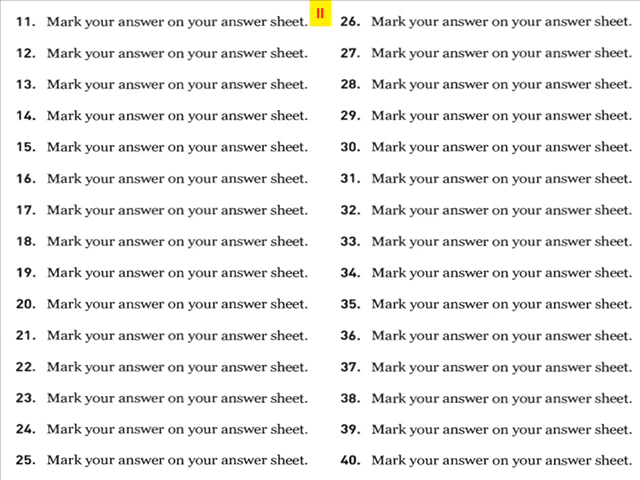 II
11. Mark your answer on your answer sheet.
12. Mark your answer on your answer sheet.
13. Mark your answer on your answer sheet.
14. Mark your answer on your answer sheet.
15. Mark your answer on your answer sheet.
16. Mark your answer on your answer sheet.
17. Mark your answer on your answer sheet.
18. Mark your answer on your answer sheet.
19. Mark your answer on your answer sheet.
20. Mark your answer on your answer sheet.
21. Mark your answer on your answer sheet.
22. Mark your answer on your answer sheet.
23. Mark your answer on your answer sheet.
24. Mark your answer on your answer sheet.
25. Mark your answer on your answer sheet.
26. Mark your answer on your answer sheet.
27. Mark your answer on your answer sheet.
28. Mark your answer on your answer sheet.
29. Mark your answer on your answer sheet.
30. Mark your answer on your answer sheet.
31. Mark your answer on your answer sheet.
32. Mark your answer on your answer sheet.
33. Mark your answer on your answer sheet.
34. Mark your answer on your answer sheet.
35. Mark your answer on your answer sheet.
36. Mark your answer on your answer sheet.
37. Mark your answer on your answer sheet.
38. Mark your answer on your answer sheet.
39. Mark your answer on your answer sheet.
40. Mark your answer on your answer sheet.